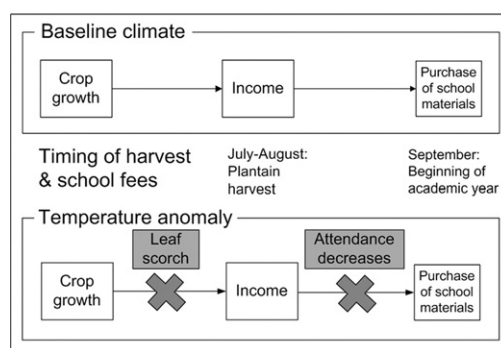 Baseline climate
Crop
growth
Income
Purchase
of school
materials
Timing of harvest
& school fees
July-August:
Plantain
harvest
September:
Beginning of
academic year
Temperature anomaly
Leaf
scorch
Attendance
decreases
Crop
growth
Income
Purchase
of school
materials